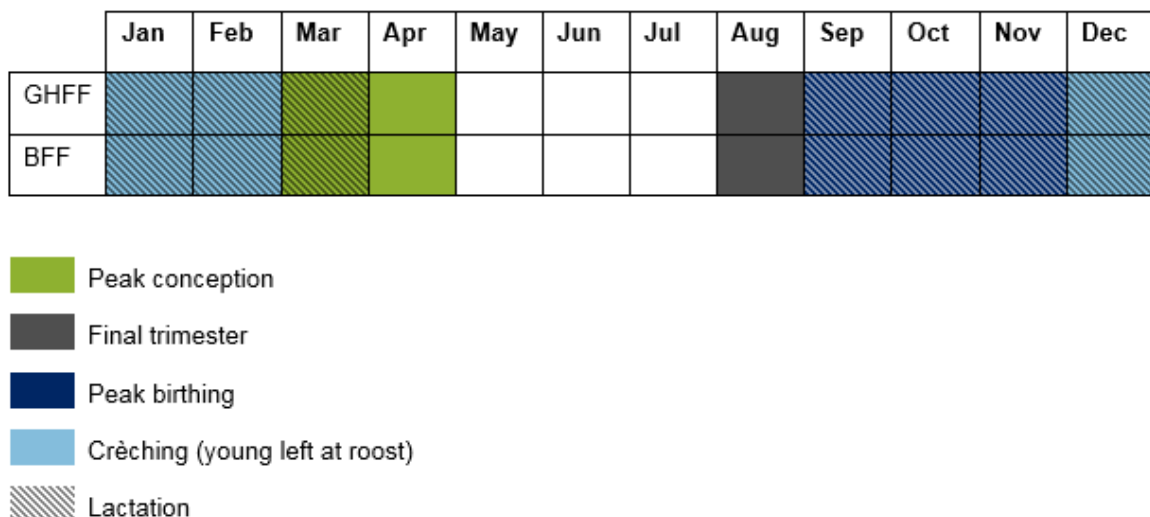 Jan Feb Mar Apr May Jun Jul Aug Sep Oct Nov Dec
GHFF
BFF
Peak conception
Final trimester
Peak birthing
Crèching (young left at roost)
Lactation